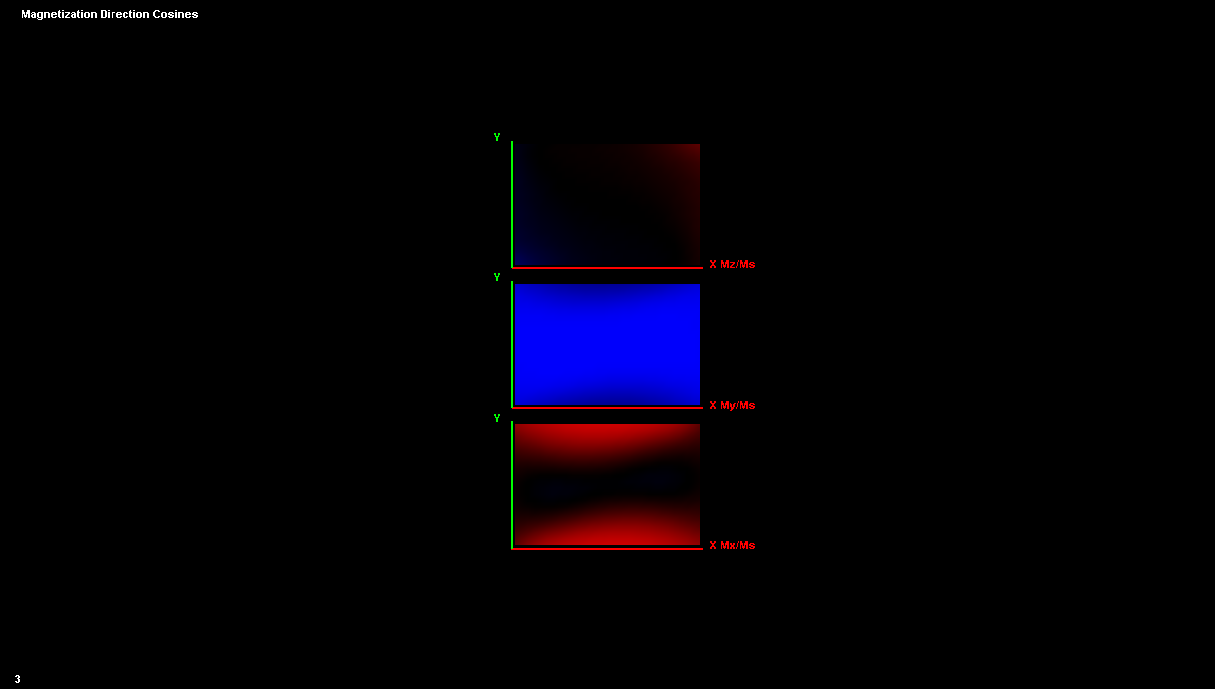 Magnetization Direction Cosines
Y
X Mz/Ms
Y
X My/Ms
Y
X Mx/Ms
3